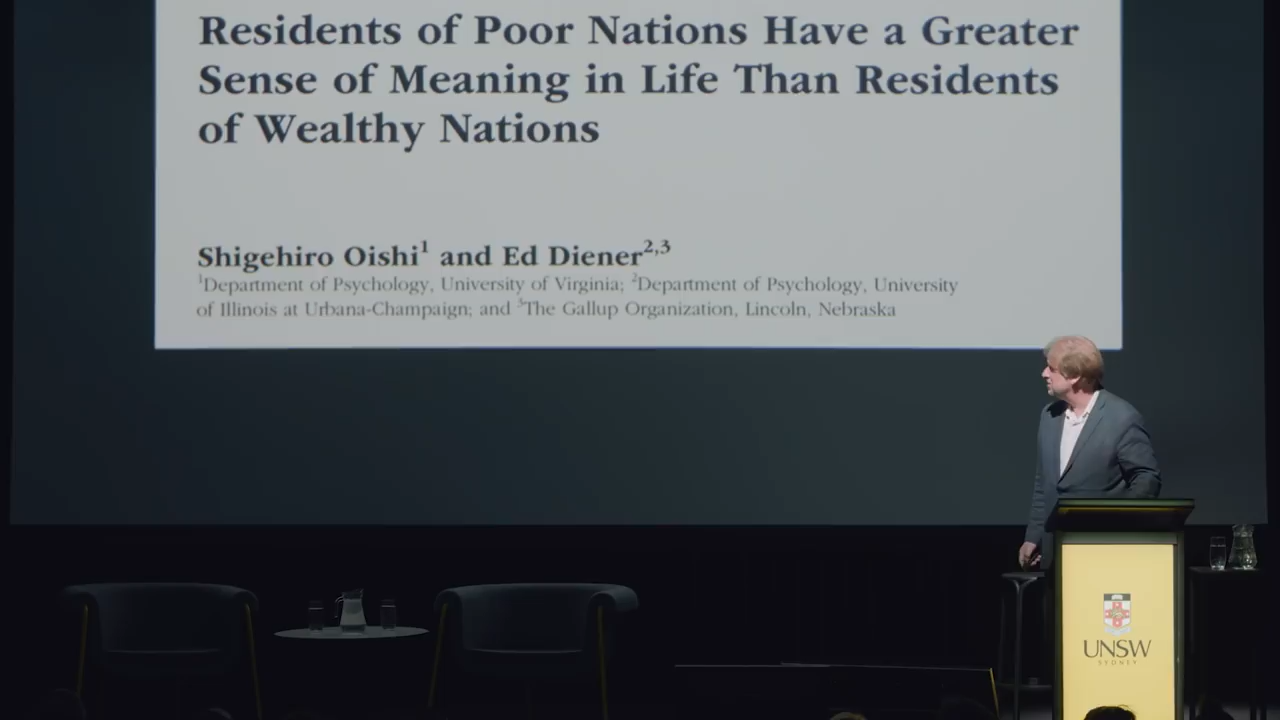 Residents of Poor Nations Have a Greater
Sense of Meaning in Life Than Residents
of Wealthy Nations
Shigehiro Oishi1 and Ed Diener2,3
1Department of Psychology, University of Virginia; 2Department of Psychology, University
of Illinois at Urbana-Champaign; and 3The Gallup Organization, Lincoln, Nebraska
UNSW
SYDNEY